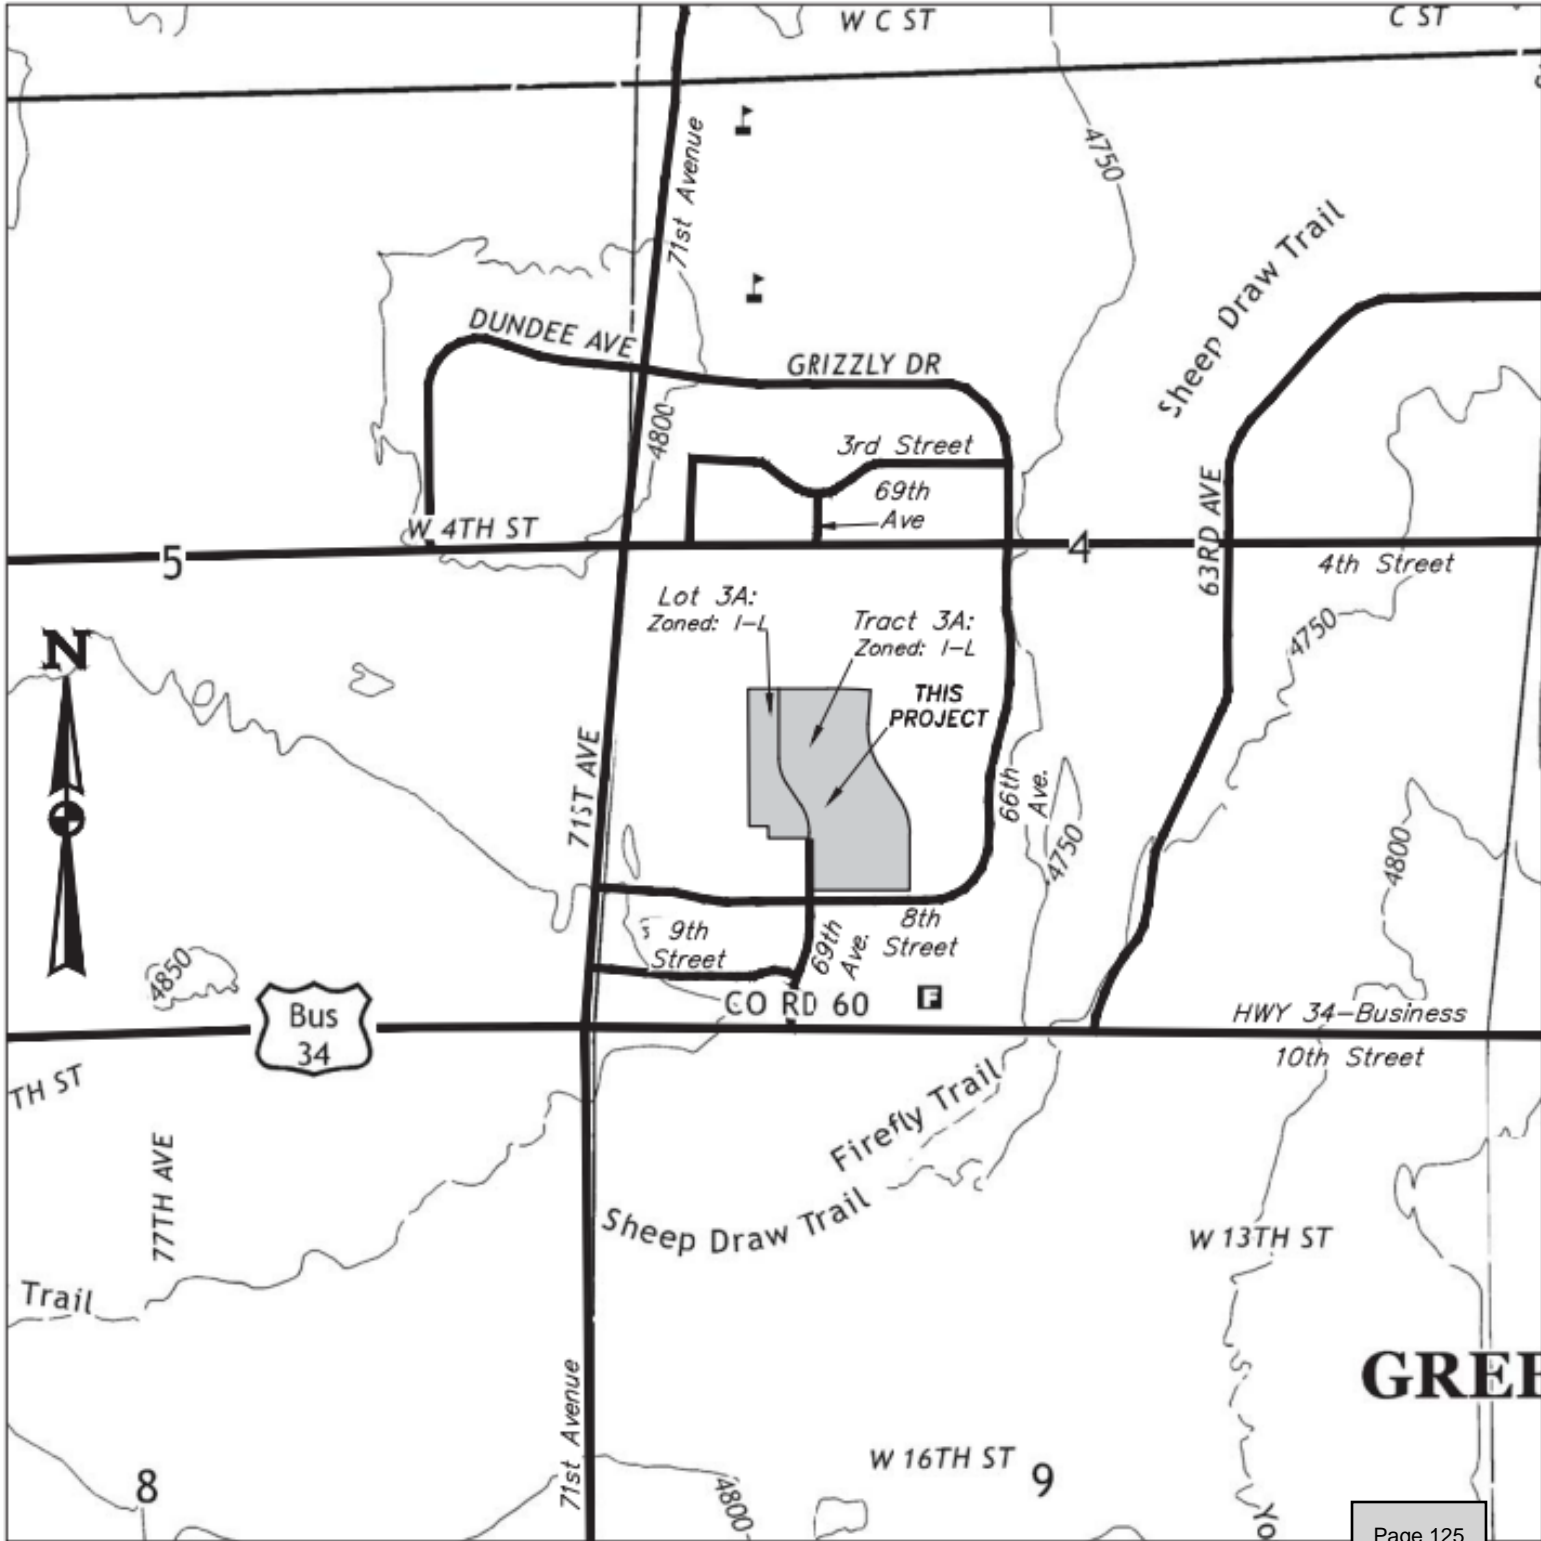 W C ST
C ST
71st Avenue
4750
Sheep Draw Trail
DUNDEE AVE
GRIZZLY DR
4800
3rd Street
69th
Ave
W 4TH ST
63RD AVE
5
4
4th Street
Lot 3A:
Zoned: I-L
Tract 3A:
Zoned: I-L
THIS
PROJECT
N
4750
71ST AVE
66th
Ave.
4750
4800
9th
Street
69th
Ave.
8th
Street
4850
CO RD 60
F
Bus
34
HWY 34-Business
10th Street
TH ST
Firefly Trail
77TH AVE
Sheep Draw Trail
W 13TH ST
Trail
71st Avenue
GREE
W 16TH ST
8
9
4800
Yo
Page 125